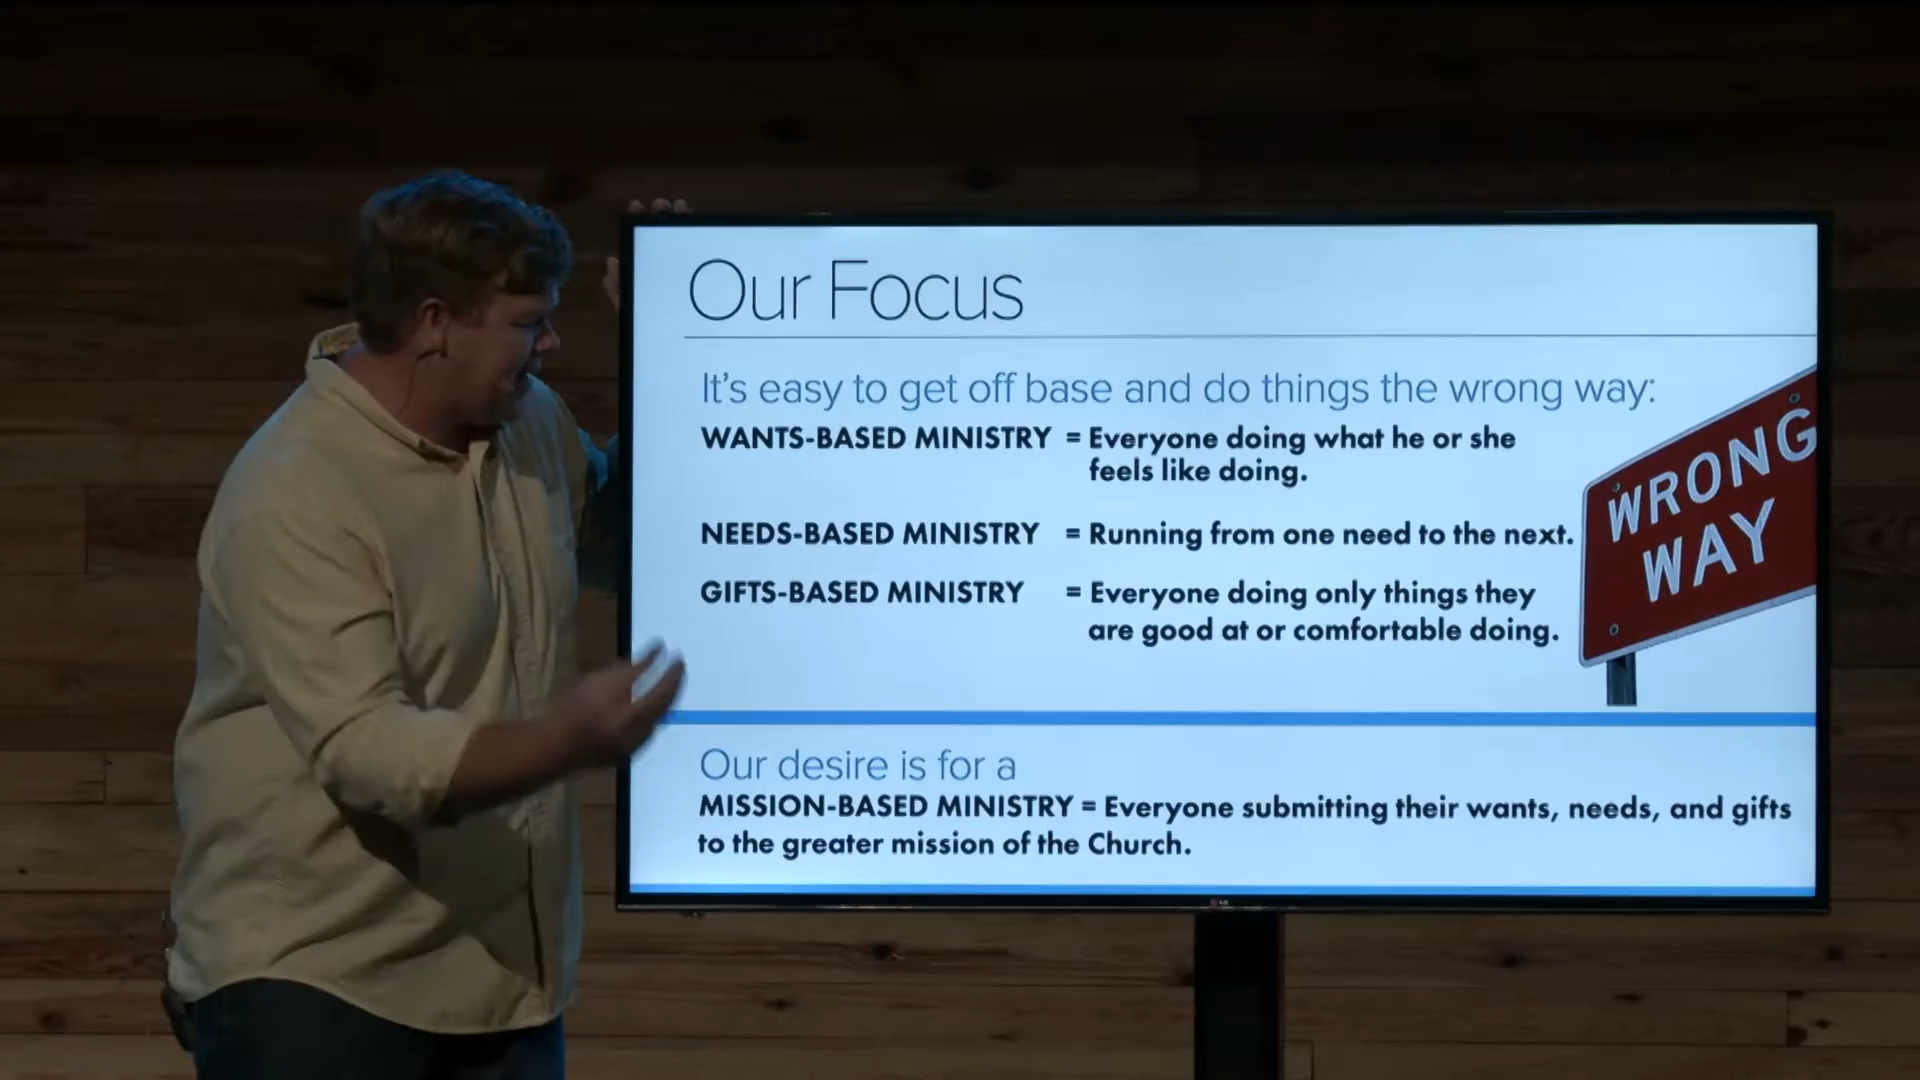 Our Focus
It's easy to get off base and do things the wrong way:
WANTS-BASED MINISTRY = Everyone doing what he or she
feels like doing.
NEEDS-BASED MINISTRY = Running from one need to the next.
GIFTS-BASED MINISTRY = Everyone doing only things they
are good at or comfortable doing.
WRONG
WAY
Our desire is for a
MISSION-BASED MINISTRY = Everyone submitting their wants, needs, and gifts
to the greater mission of the Church.
LG